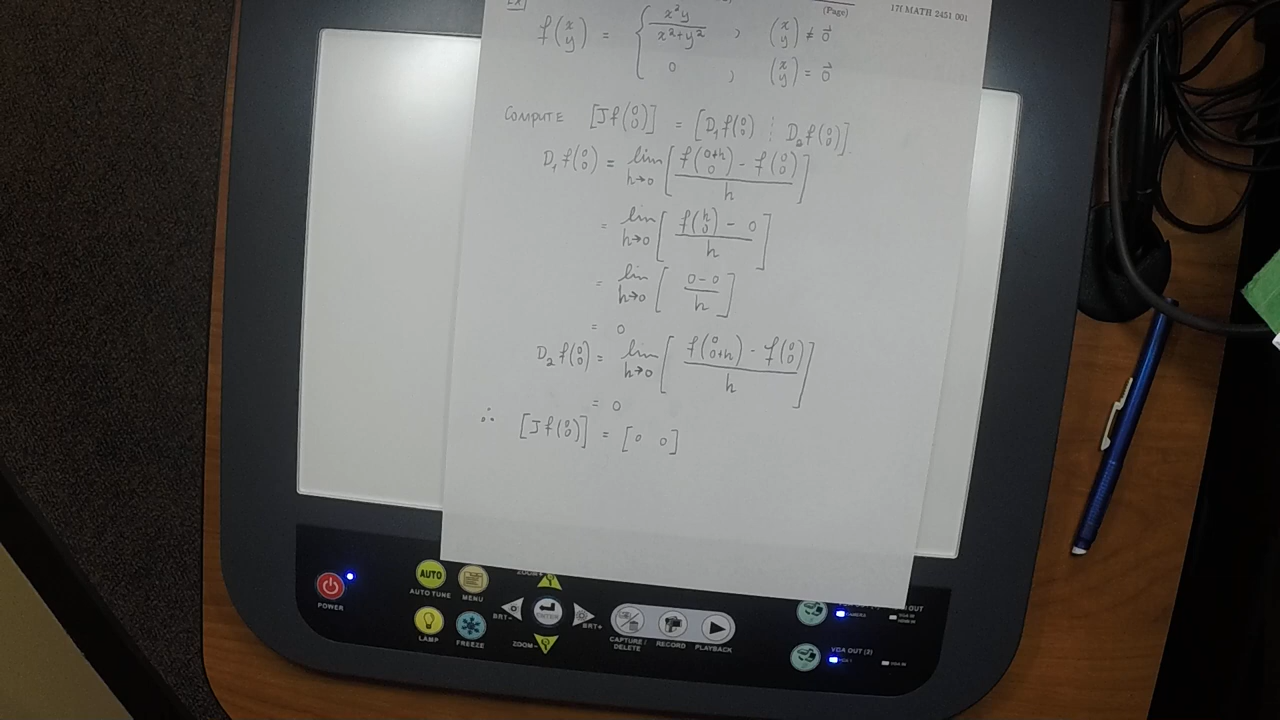 (Page)
17f MATH 2451 001
Ex
f(x y) = { x²y / x²+y² , (x y) ≠ 0⃗
0 , (x y) = 0⃗
COMPUTE [Jf(0 0)] = [D₁f(0 0) ⋮ D₂f(0 0)].
D₁f(0 0) = lim h→0 [ f(0+h 0) - f(0 0) / h ]
= lim h→0 [ f(h 0) - 0 / h ]
= lim h→0 [ 0-0 / h ]
= 0
D₂f(0 0) = lim h→0 [ f(0 0+h) - f(0 0) / h ]
= 0
∴ [Jf(0 0)] = [0 0]
POWER
AUTO
AUTO TUNE
MENU
ZOOM+
BRT-
ENTER
BRT+
LAMP
FREEZE
ZOOM-
CAPTURE / DELETE
RECORD
PLAYBACK
VGA OUT (2)